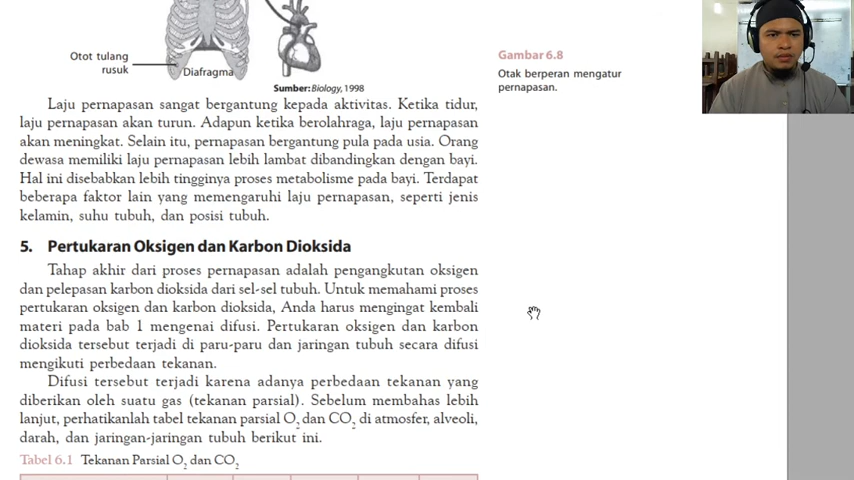 Otot tulang
rusuk
Diafragma
Sumber: Biology, 1998
Gambar 6.8
Otak berperan mengatur
pernapasan.
Laju pernapasan sangat bergantung kepada aktivitas. Ketika tidur,
laju pernapasan akan turun. Adapun ketika berolahraga, laju pernapasan
akan meningkat. Selain itu, pernapasan bergantung pula pada usia. Orang
dewasa memiliki laju pernapasan lebih lambat dibandingkan dengan bayi.
Hal ini disebabkan lebih tingginya proses metabolisme pada bayi. Terdapat
beberapa faktor lain yang memengaruhi laju pernapasan, seperti jenis
kelamin, suhu tubuh, dan posisi tubuh.
5. Pertukaran Oksigen dan Karbon Dioksida
Tahap akhir dari proses pernapasan adalah pengangkutan oksigen
dan pelepasan karbon dioksida dari sel-sel tubuh. Untuk memahami proses
pertukaran oksigen dan karbon dioksida, Anda harus mengingat kembali
materi pada bab 1 mengenai difusi. Pertukaran oksigen dan karbon
dioksida tersebut terjadi di paru-paru dan jaringan tubuh secara difusi
mengikuti perbedaan tekanan.
Difusi tersebut terjadi karena adanya perbedaan tekanan yang
diberikan oleh suatu gas (tekanan parsial). Sebelum membahas lebih
lanjut, perhatikanlah tabel tekanan parsial O₂ dan CO₂ di atmosfer, alveoli,
darah, dan jaringan-jaringan tubuh berikut ini.
Tabel 6.1 Tekanan Parsial O₂ dan CO₂